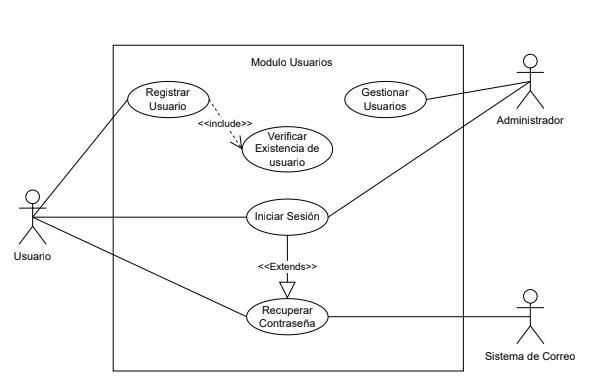 Modulo Usuarios
Registrar
Usuario
Gestionar
Usuarios
Administrador
<<include>>
Verificar
Existencia de
usuario
Iniciar Sesión
Usuario
<<Extends>>
Recuperar
Contraseña
Sistema de Correo